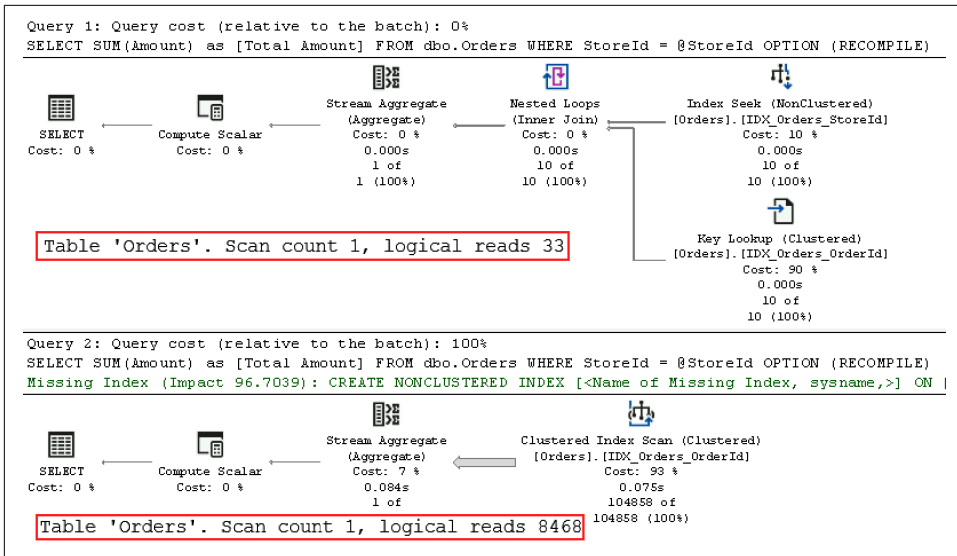 Query 1: Query cost (relative to the batch): 0%
SELECT SUM(Amount) as [Total Amount] FROM dbo.Orders WHERE StoreId = @StoreId OPTION (RECOMPILE)
SELECT
Cost: 0 %
Compute Scalar
Cost: 0 %
Stream Aggregate
(Aggregate)
Cost: 0 %
0.000s
1 of
1 (100%)
Nested Loops
(Inner Join)
Cost: 0 %
0.000s
10 of
10 (100%)
Index Seek (NonClustered)
[Orders].[IDX_Orders_StoreId]
Cost: 10 %
0.000s
10 of
10 (100%)
Key Lookup (Clustered)
[Orders].[IDX_Orders_OrderId]
Cost: 90 %
0.000s
10 of
10 (100%)
Table 'Orders'. Scan count 1, logical reads 33
Query 2: Query cost (relative to the batch): 100%
SELECT SUM(Amount) as [Total Amount] FROM dbo.Orders WHERE StoreId = @StoreId OPTION (RECOMPILE)
Missing Index (Impact 96.7039): CREATE NONCLUSTERED INDEX [<Name of Missing Index, sysname,>] ON [
SELECT
Cost: 0 %
Compute Scalar
Cost: 0 %
Stream Aggregate
(Aggregate)
Cost: 7 %
0.084s
1 of
Clustered Index Scan (Clustered)
[Orders].[IDX_Orders_OrderId]
Cost: 93 %
0.075s
104858 of
104858 (100%)
Table 'Orders'. Scan count 1, logical reads 8468